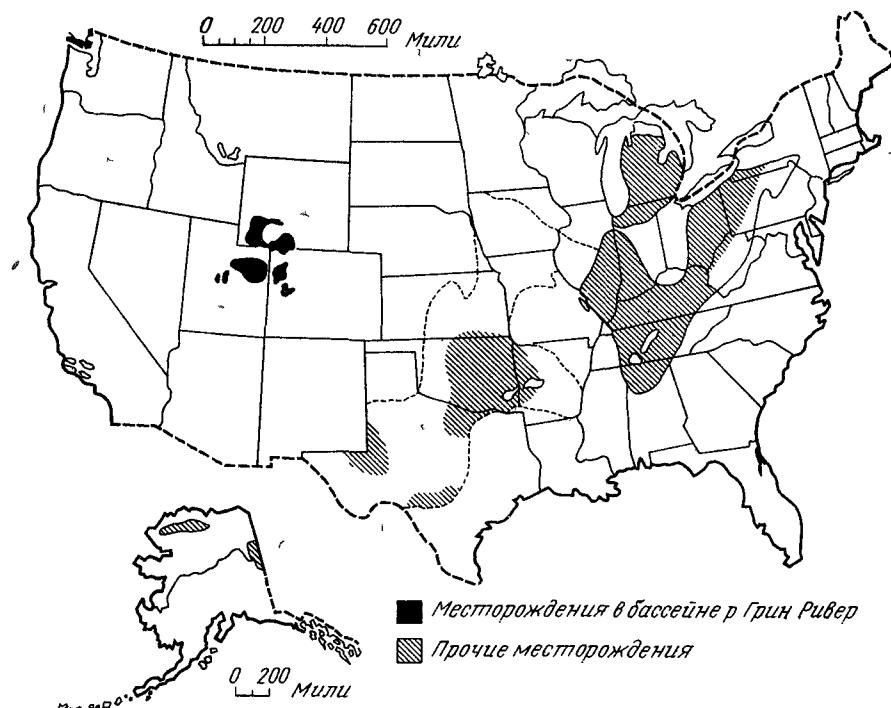 0 200 400 600 Мили
Месторождения в бассейне р Грин Ривер
Прочие месторождения
0 200 Мили